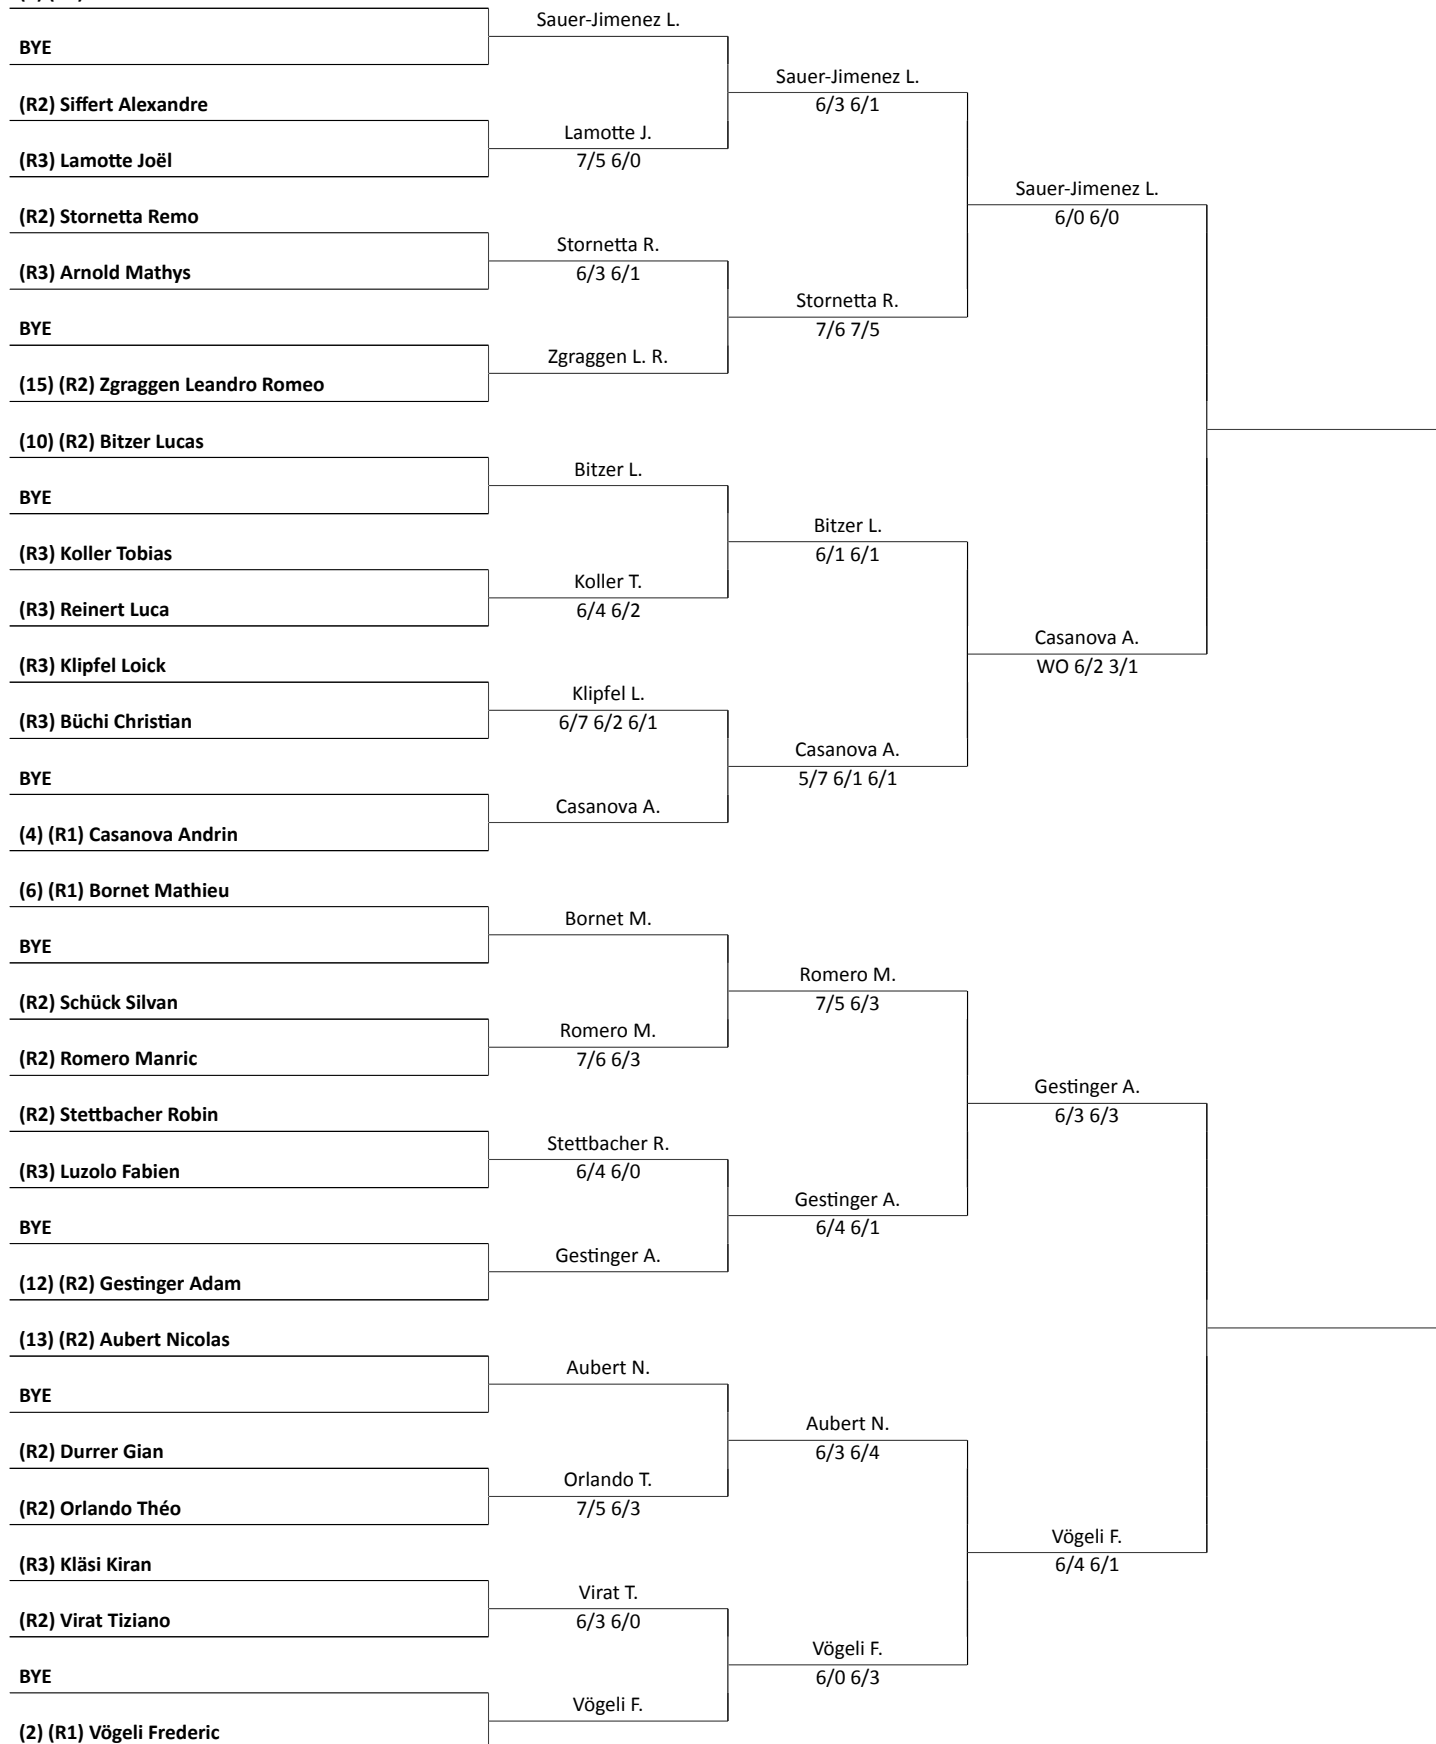 BYE
(R2) Siffert Alexandre
(R3) Lamotte Joël
(R2) Stornetta Remo
(R3) Arnold Mathys
BYE
(15) (R2) Zgraggen Leandro Romeo
(10) (R2) Bitzer Lucas
BYE
(R3) Koller Tobias
(R3) Reinert Luca
(R3) Klipfel Loick
(R3) Büchi Christian
BYE
(4) (R1) Casanova Andrin
(6) (R1) Bornet Mathieu
BYE
(R2) Schück Silvan
(R2) Romero Manric
(R2) Stettbacher Robin
(R3) Luzolo Fabien
BYE
(12) (R2) Gestinger Adam
(13) (R2) Aubert Nicolas
BYE
(R2) Durrer Gian
(R2) Orlando Théo
(R3) Kläsi Kiran
(R2) Virat Tiziano
BYE
(2) (R1) Vögeli Frederic
Sauer-Jimenez L.
Lamotte J.
7/5 6/0
Stornetta R.
6/3 6/1
Zgraggen L. R.
Bitzer L.
Koller T.
6/4 6/2
Klipfel L.
6/7 6/2 6/1
Casanova A.
Bornet M.
Romero M.
7/6 6/3
Stettbacher R.
6/4 6/0
Gestinger A.
Aubert N.
Orlando T.
7/5 6/3
Virat T.
6/3 6/0
Vögeli F.
Sauer-Jimenez L.
6/3 6/1
Stornetta R.
7/6 7/5
Bitzer L.
6/1 6/1
Casanova A.
5/7 6/1 6/1
Romero M.
7/5 6/3
Gestinger A.
6/4 6/1
Aubert N.
6/3 6/4
Vögeli F.
6/0 6/3
Sauer-Jimenez L.
6/0 6/0
Casanova A.
WO 6/2 3/1
Gestinger A.
6/3 6/3
Vögeli F.
6/4 6/1